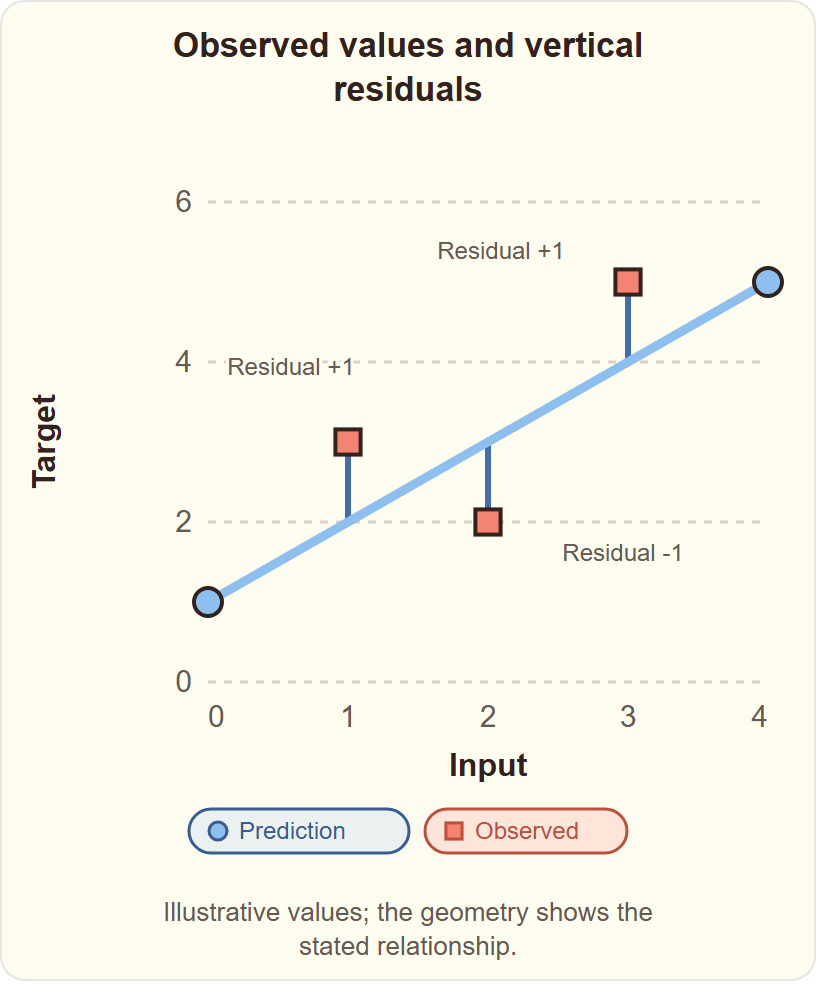 Observed values and vertical
residuals
6
Residual +1
4
Residual +1
Target
2
Residual -1
0
0 1 2 3 4
Input
Prediction
Observed
Illustrative values; the geometry shows the
stated relationship.